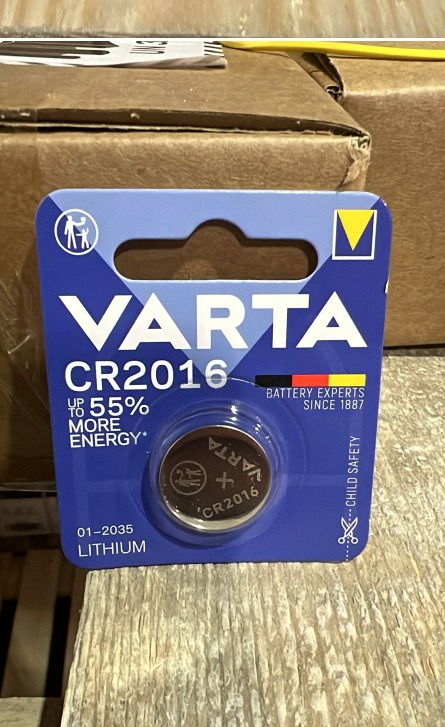 VARTA
CR2016
UP TO 55%
MORE
ENERGY*
BATTERY EXPERTS
SINCE 1887
VARTA
+
CR2016
CHILD SAFETY
01-2035
LITHIUM